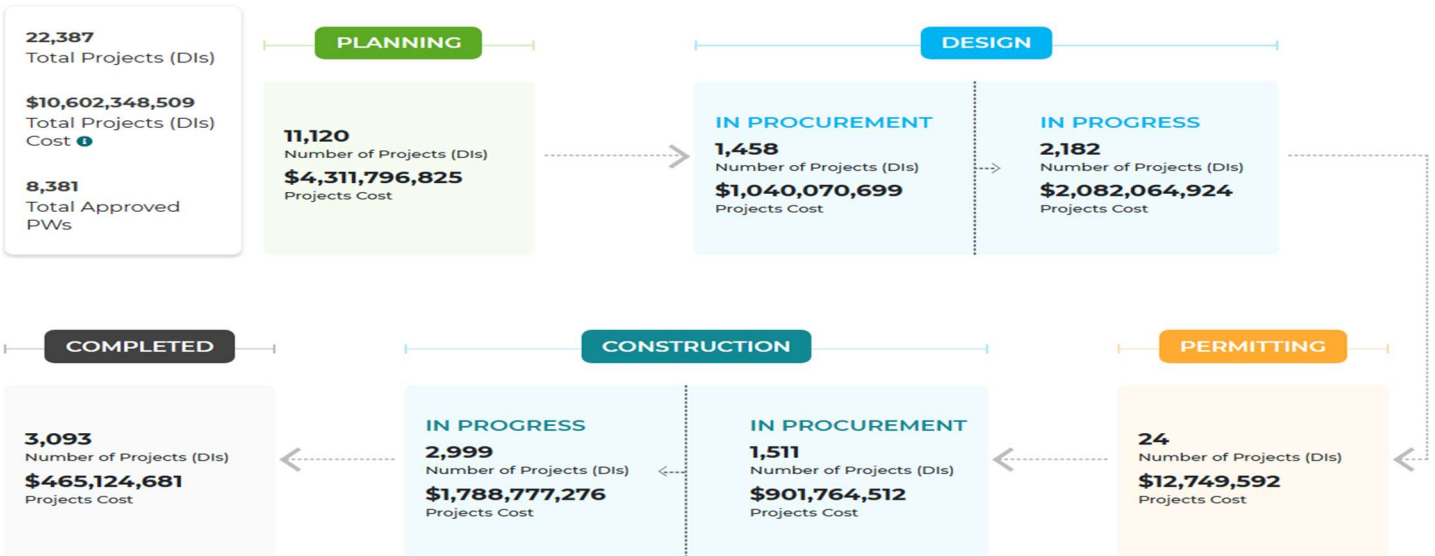 22,387
Total Projects (DIs)
$10,602,348,509
Total Projects (DIs)
Cost
8,381
Total Approved
PWs
PLANNING
11,120
Number of Projects (DIs)
$4,311,796,825
Projects Cost
DESIGN
IN PROCUREMENT
1,458
Number of Projects (DIs)
$1,040,070,699
Projects Cost
IN PROGRESS
2,182
Number of Projects (DIs)
$2,082,064,924
Projects Cost
COMPLETED
3,093
Number of Projects (DIs)
$465,124,681
Projects Cost
CONSTRUCTION
IN PROGRESS
2,999
Number of Projects (DIs)
$1,788,777,276
Projects Cost
IN PROCUREMENT
1,511
Number of Projects (DIs)
$901,764,512
Projects Cost
PERMITTING
24
Number of Projects (DIs)
$12,749,592
Projects Cost